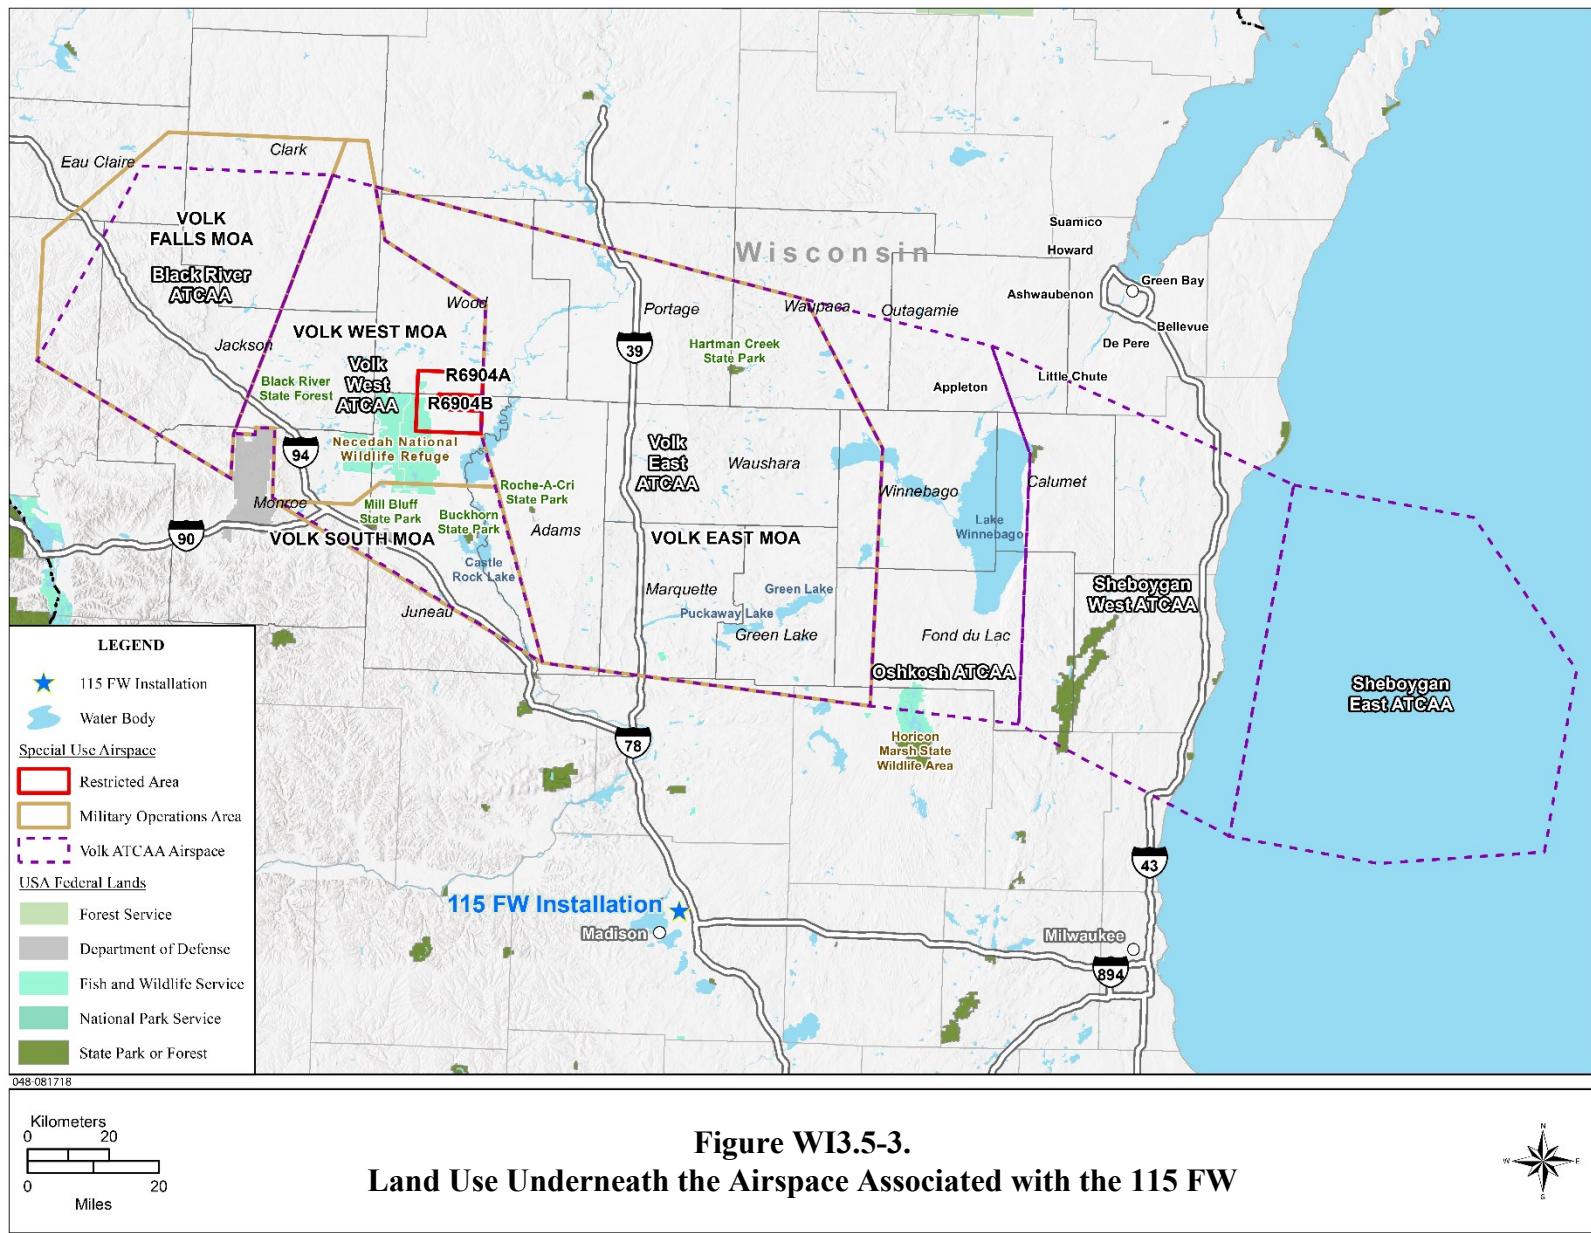 Eau Claire
Clark
VOLK
FALLS MOA
Black River
ATCAA
Wisconsin
Suamico
Howard
Green Bay
Ashwaubenon
Bellevue
De Pere
Wood
Portage
Waupaca
Outagamie
VOLK WEST MOA
Jackson
39
Hartman Creek
State Park
Volk
West
ATCAA
R6904A
R6904B
Black River
State Forest
Appleton
Little Chute
94
Necedah National
Wildlife Refuge
Volk
East
ATCAA
Waushara
Winnebago
Calumet
Roche-A-Cri
State Park
Monroe
Mill Bluff
State Park
Buckhorn
State Park
Adams
Lake
Winnebago
90
VOLK SOUTH MOA
VOLK EAST MOA
Castle
Rock Lake
Marquette
Green Lake
Puckaway Lake
Sheboygan
West ATCAA
Juneau
Green Lake
Fond du Lac
Oshkosh ATCAA
Sheboygan
East ATCAA
78
Horicon
Marsh State
Wildlife Area
43
115 FW Installation
Madison
Milwaukee
894
LEGEND
115 FW Installation
Water Body
Special Use Airspace
Restricted Area
Military Operations Area
Volk ATCAA Airspace
USA Federal Lands
Forest Service
Department of Defense
Fish and Wildlife Service
National Park Service
State Park or Forest
048-081718
Kilometers
0 20
0 20
Miles
Figure WI3.5-3.
Land Use Underneath the Airspace Associated with the 115 FW
N
W E
S